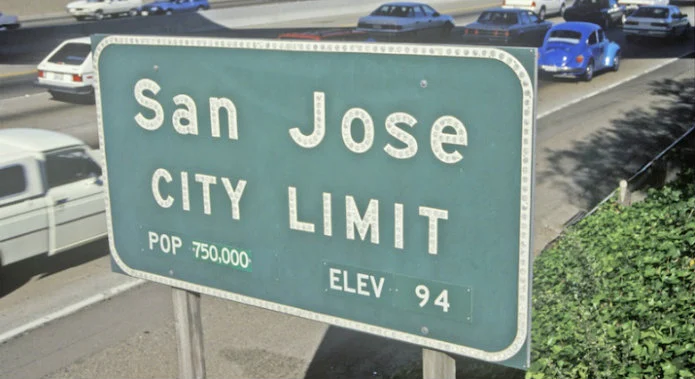 San Jose
CITY LIMIT
POP 750,000
ELEV 94